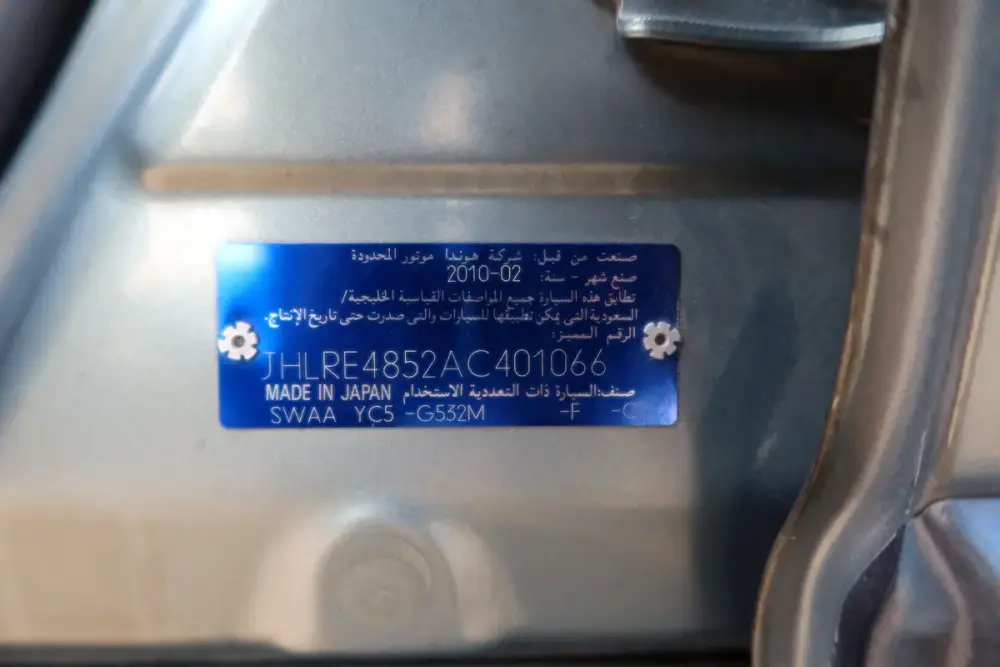 صنعت من قبل: شركة هوندا موتور المحدودة
صنع شهر - سنة: 2010-02
تطابق هذه السيارة جميع المواصفات القياسية الخليجية/
السعودية التى يمكن تطبيقها للسيارات والتى صدرت حتى تاريخ الإنتاج.
الرقم المميز:
JHLRE4852AC401066
MADE IN JAPAN صنف:السيارة ذات التعددية الاستخدام
SWAA YC5 -G532M -F -C